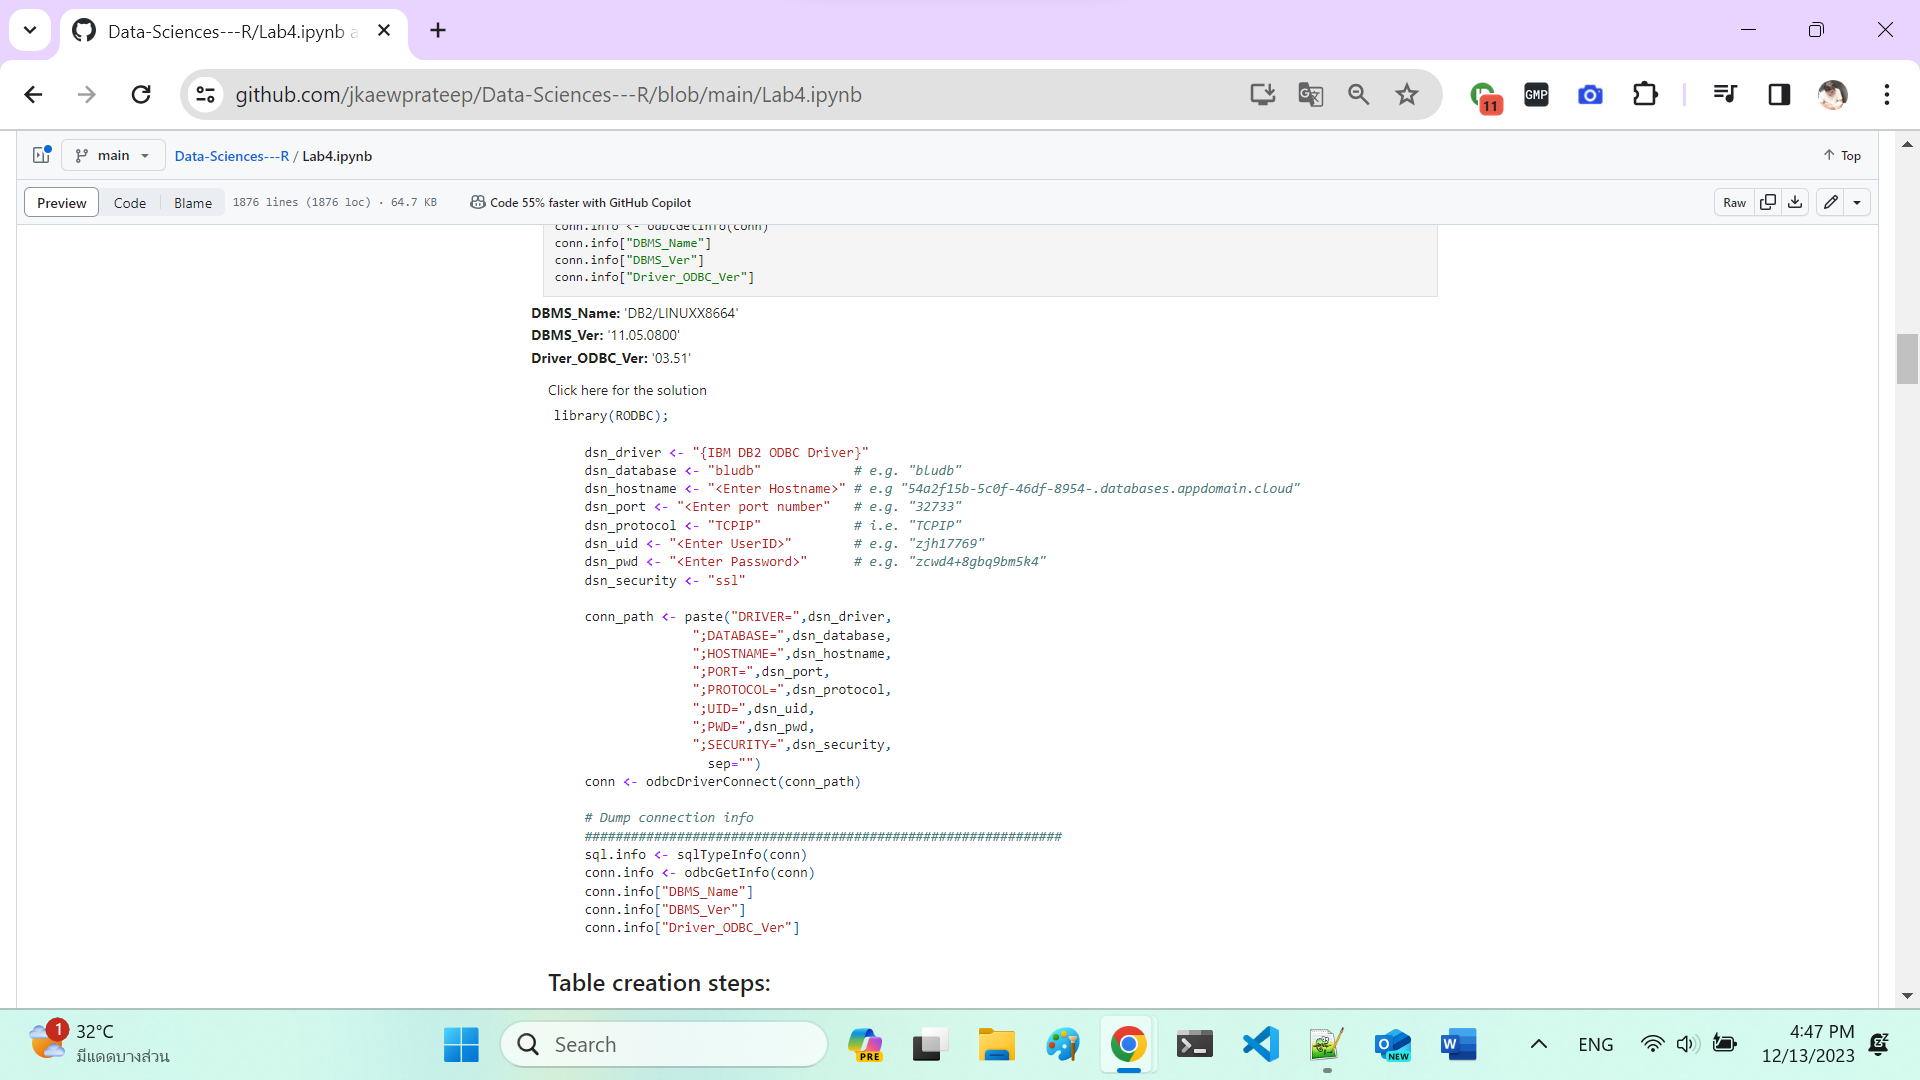 Data-Sciences---R/Lab4.ipynb a
github.com/jkaewprateep/Data-Sciences---R/blob/main/Lab4.ipynb
11
GMP
main
Data-Sciences---R / Lab4.ipynb
Top
Preview
Code
Blame
1876 lines (1876 loc) · 64.7 KB
Code 55% faster with GitHub Copilot
Raw
conn.info <- odbcGetInfo(conn)
conn.info["DBMS_Name"]
conn.info["DBMS_Ver"]
conn.info["Driver_ODBC_Ver"]
DBMS_Name: 'DB2/LINUXX8664'
DBMS_Ver: '11.05.0800'
Driver_ODBC_Ver: '03.51'
Click here for the solution
library(RODBC);
dsn_driver <- "{IBM DB2 ODBC Driver}"
dsn_database <- "bludb"            # e.g. "bludb"
dsn_hostname <- "<Enter Hostname>" # e.g "54a2f15b-5c0f-46df-8954-.databases.appdomain.cloud"
dsn_port <- "<Enter port number"   # e.g. "32733"
dsn_protocol <- "TCPIP"            # i.e. "TCPIP"
dsn_uid <- "<Enter UserID>"        # e.g. "zjh17769"
dsn_pwd <- "<Enter Password>"      # e.g. "zcwd4+8gbq9bm5k4"
dsn_security <- "ssl"
conn_path <- paste("DRIVER=",dsn_driver,
";DATABASE=",dsn_database,
";HOSTNAME=",dsn_hostname,
";PORT=",dsn_port,
";PROTOCOL=",dsn_protocol,
";UID=",dsn_uid,
";PWD=",dsn_pwd,
";SECURITY=",dsn_security,
sep="")
conn <- odbcDriverConnect(conn_path)
# Dump connection info
##############################################################
sql.info <- sqlTypeInfo(conn)
conn.info <- odbcGetInfo(conn)
conn.info["DBMS_Name"]
conn.info["DBMS_Ver"]
conn.info["Driver_ODBC_Ver"]
Table creation steps:
1
32°C
มีแดดบางส่วน
Search
PRE
NEW
ENG
4:47 PM
12/13/2023